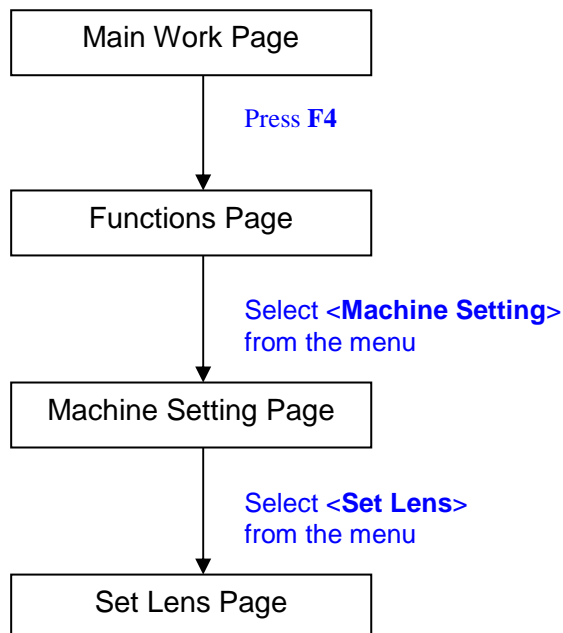 Main Work Page
Press F4
Functions Page
Select <Machine Setting>
from the menu
Machine Setting Page
Select <Set Lens>
from the menu
Set Lens Page